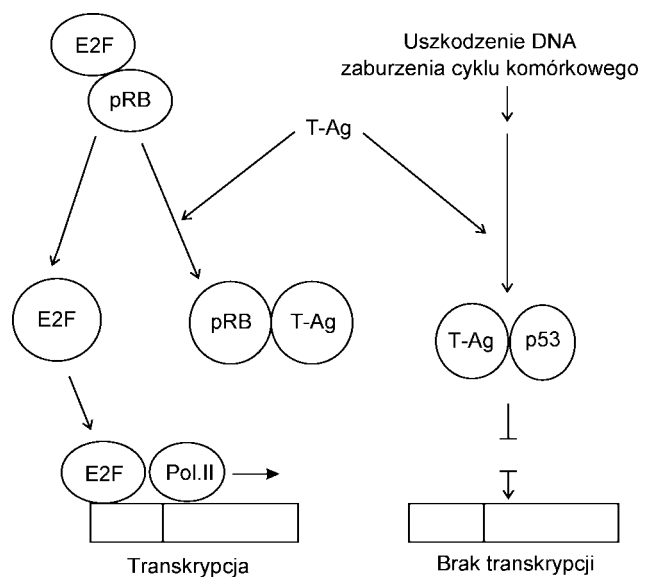 E2F
pRB
Uszkodzenie DNA
zaburzenia cyklu komórkowego
T-Ag
E2F
pRB
T-Ag
T-Ag
p53
E2F
Pol.II
Transkrypcja
Brak transkrypcji